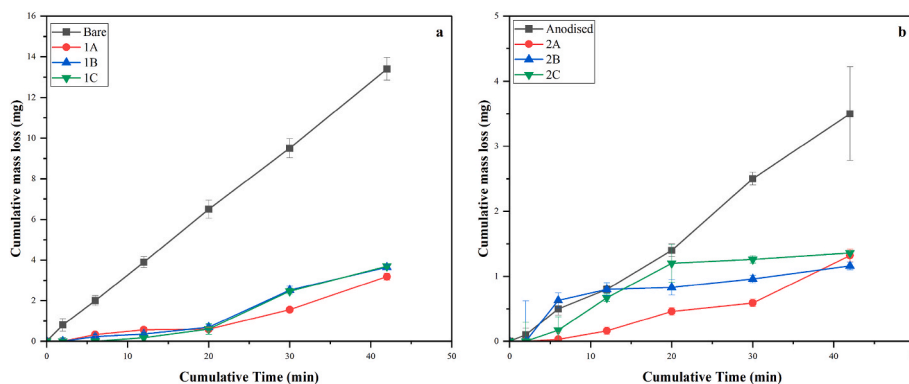 a
Bare
1A
1B
1C
Cumulative mass loss (mg)
16
14
12
10
8
6
4
2
0
0 10 20 30 40 50
Cumulative Time (min)
b
Anodised
2A
2B
2C
Cumulative mass loss (mg)
5
4
3
2
1
0
0 10 20 30 40
Cumulative Time (min)